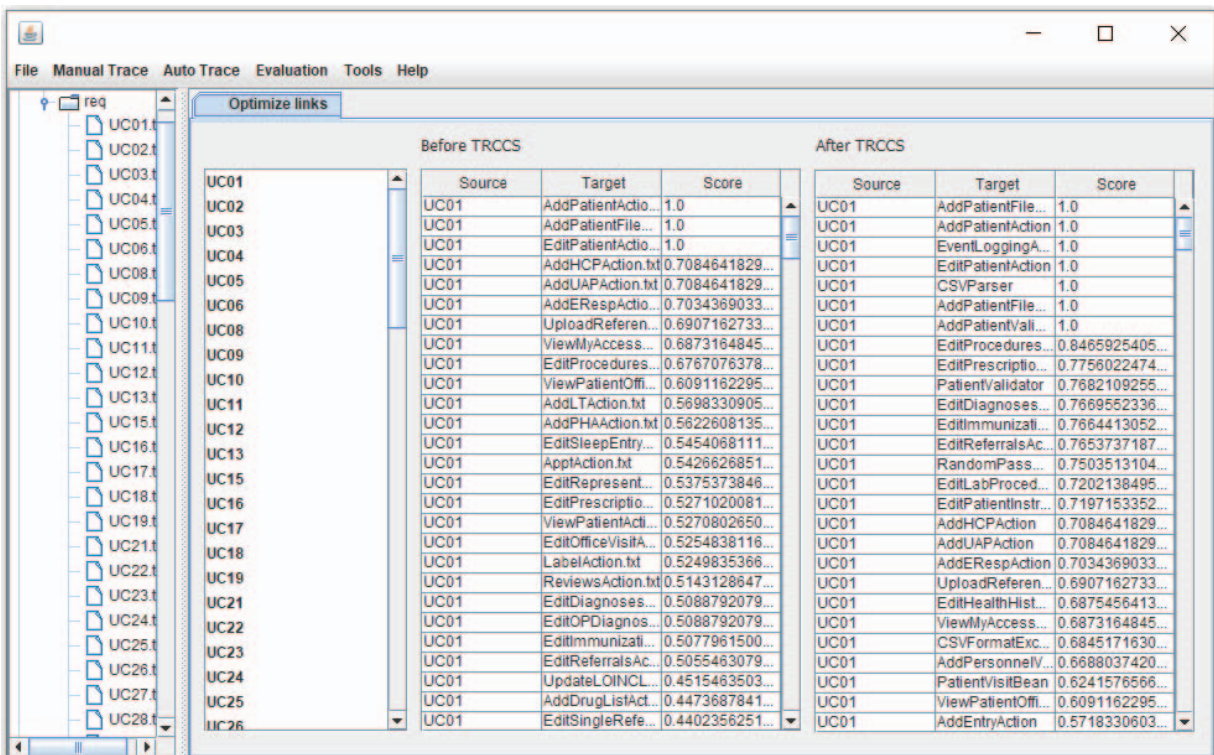 File Manual Trace Auto Trace Evaluation Tools Help
req
UC01.t
UC02.t
UC03.t
UC04.t
UC05.t
UC06.t
UC08.t
UC09.t
UC10.t
UC11.t
UC12.t
UC13.t
UC15.t
UC16.t
UC17.t
UC18.t
UC19.t
UC21.t
UC22.t
UC23.t
UC24.t
UC25.t
UC26.t
UC27.t
UC28.t
Optimize links
UC01
UC02
UC03
UC04
UC05
UC06
UC08
UC09
UC10
UC11
UC12
UC13
UC15
UC16
UC17
UC18
UC19
UC21
UC22
UC23
UC24
UC25
UC26
Before TRCCS
Source Target Score
UC01 AddPatientActio... 1.0
UC01 AddPatientFile... 1.0
UC01 EditPatientActio... 1.0
UC01 AddHCPAction.txt 0.7084641829...
UC01 AddUAPAction.txt 0.7084641829...
UC01 AddERespActio... 0.7034369033...
UC01 UploadReferen... 0.6907162733...
UC01 ViewMyAccess... 0.6873164845...
UC01 EditProcedures... 0.6767076378...
UC01 ViewPatientOffi... 0.6091162295...
UC01 AddLTAction.txt 0.5698330905...
UC01 AddPHAAction.txt 0.5622608135...
UC01 EditSleepEntry... 0.5454068111...
UC01 ApptAction.txt 0.5426626851...
UC01 EditRepresent... 0.5375373846...
UC01 EditPrescriptio... 0.5271020081...
UC01 ViewPatientActi... 0.5270802650...
UC01 EditOfficeVisitA... 0.5254838116...
UC01 LabelAction.txt 0.5249835366...
UC01 ReviewsAction.txt 0.5143128647...
UC01 EditDiagnoses... 0.5088792079...
UC01 EditOPDiagnos... 0.5088792079...
UC01 EditImmunizati... 0.5077961500...
UC01 EditReferralsAc... 0.5055463079...
UC01 UpdateLOINCL... 0.4515463503...
UC01 AddDrugListAct... 0.4473687841...
UC01 EditSingleRefe... 0.4402356251...
After TRCCS
Source Target Score
UC01 AddPatientFile... 1.0
UC01 AddPatientAction 1.0
UC01 EventLoggingA... 1.0
UC01 EditPatientAction 1.0
UC01 CSVParser 1.0
UC01 AddPatientFile... 1.0
UC01 AddPatientVali... 1.0
UC01 EditProcedures... 0.8465925405...
UC01 EditPrescriptio... 0.7756022474...
UC01 PatientValidator 0.7682109255...
UC01 EditDiagnoses... 0.7669552336...
UC01 EditImmunizati... 0.7664413052...
UC01 EditReferralsAc... 0.7653737187...
UC01 RandomPass... 0.7503513104...
UC01 EditLabProced... 0.7202138495...
UC01 EditPatientInstr... 0.7197153352...
UC01 AddHCPAction 0.7084641829...
UC01 AddUAPAction 0.7084641829...
UC01 AddERespAction 0.7034369033...
UC01 UploadReferen... 0.6907162733...
UC01 EditHealthHist... 0.6875456413...
UC01 ViewMyAccess... 0.6873164845...
UC01 CSVFormatExc... 0.6845171630...
UC01 AddPersonnelV... 0.6688037420...
UC01 PatientVisitBean 0.6241576566...
UC01 ViewPatientOffi... 0.6091162295...
UC01 AddEntryAction 0.5718330603...